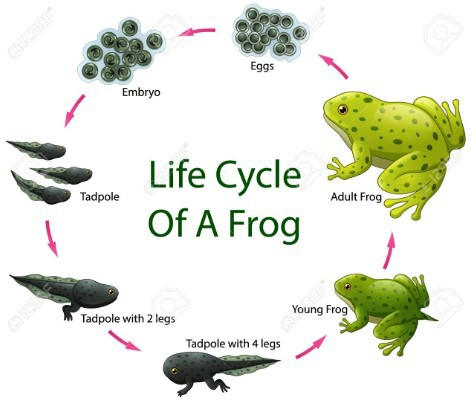 Eggs
Embryo
Tadpole
Life Cycle
Of A Frog
Adult Frog
Tadpole with 2 legs
Young Frog
Tadpole with 4 legs